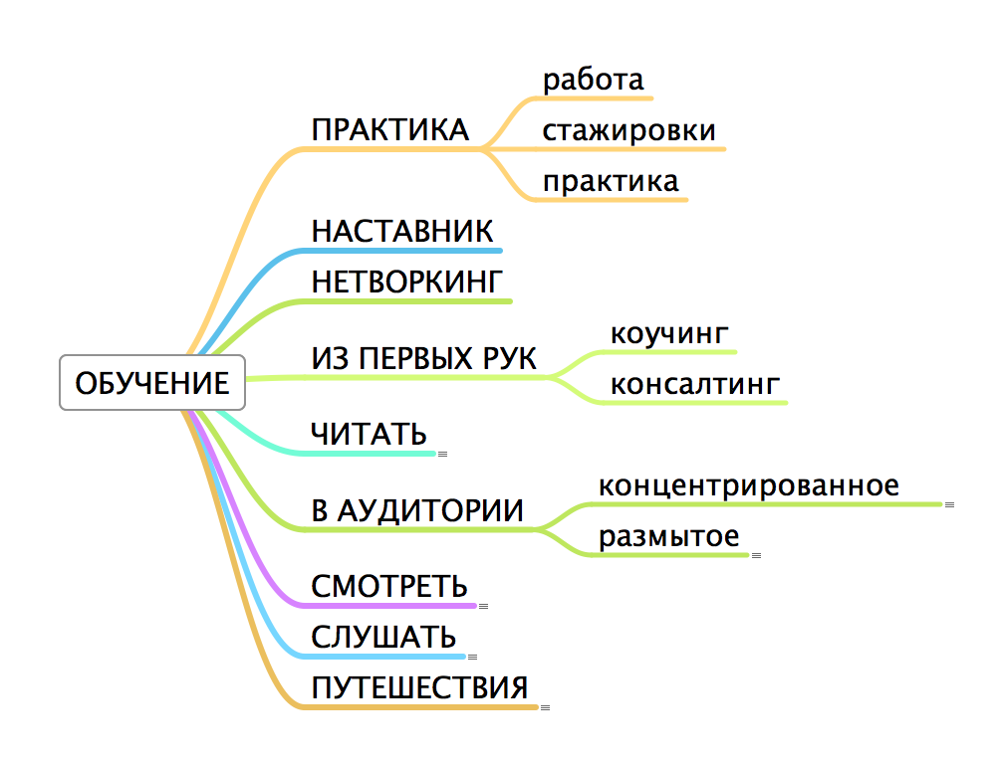 ОБУЧЕНИЕ
ПРАКТИКА
работа
стажировки
практика
НАСТАВНИК
НЕТВОРКИНГ
ИЗ ПЕРВЫХ РУК
коучинг
консалтинг
ЧИТАТЬ
В АУДИТОРИИ
концентрированное
размытое
СМОТРЕТЬ
СЛУШАТЬ
ПУТЕШЕСТВИЯ